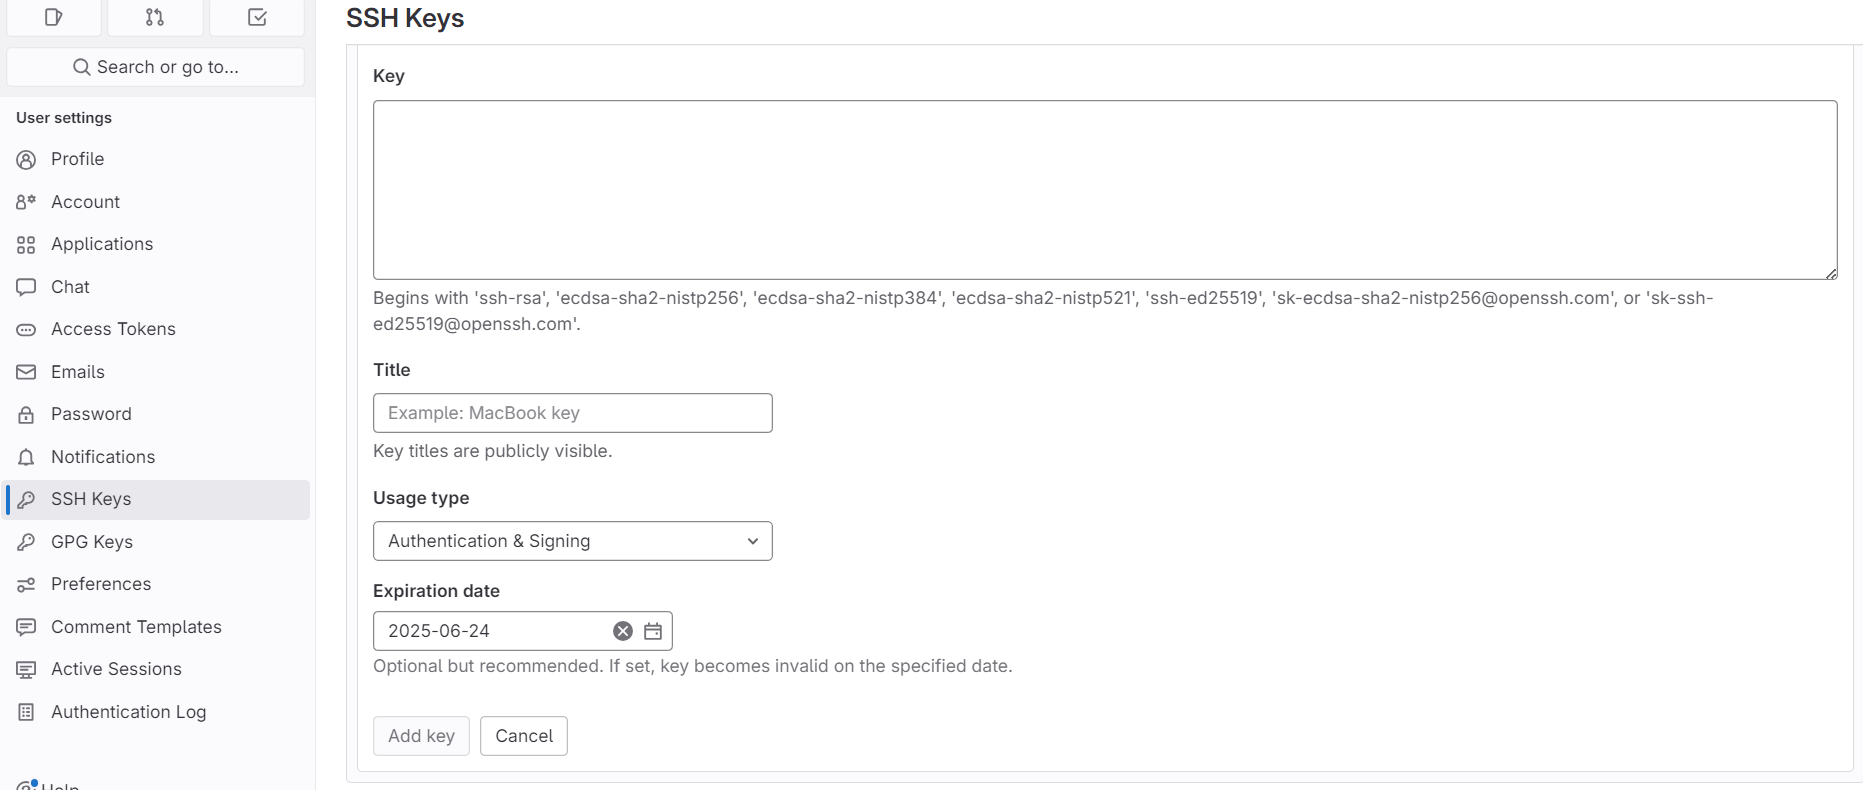 Search or go to...
User settings
Profile
Account
Applications
Chat
Access Tokens
Emails
Password
Notifications
SSH Keys
GPG Keys
Preferences
Comment Templates
Active Sessions
Authentication Log
Help
SSH Keys
Key
Begins with 'ssh-rsa', 'ecdsa-sha2-nistp256', 'ecdsa-sha2-nistp384', 'ecdsa-sha2-nistp521', 'ssh-ed25519', 'sk-ecdsa-sha2-nistp256@openssh.com', or 'sk-ssh-
ed25519@openssh.com'.
Title
Example: MacBook key
Key titles are publicly visible.
Usage type
Authentication & Signing
Expiration date
2025-06-24
Optional but recommended. If set, key becomes invalid on the specified date.
Add key
Cancel